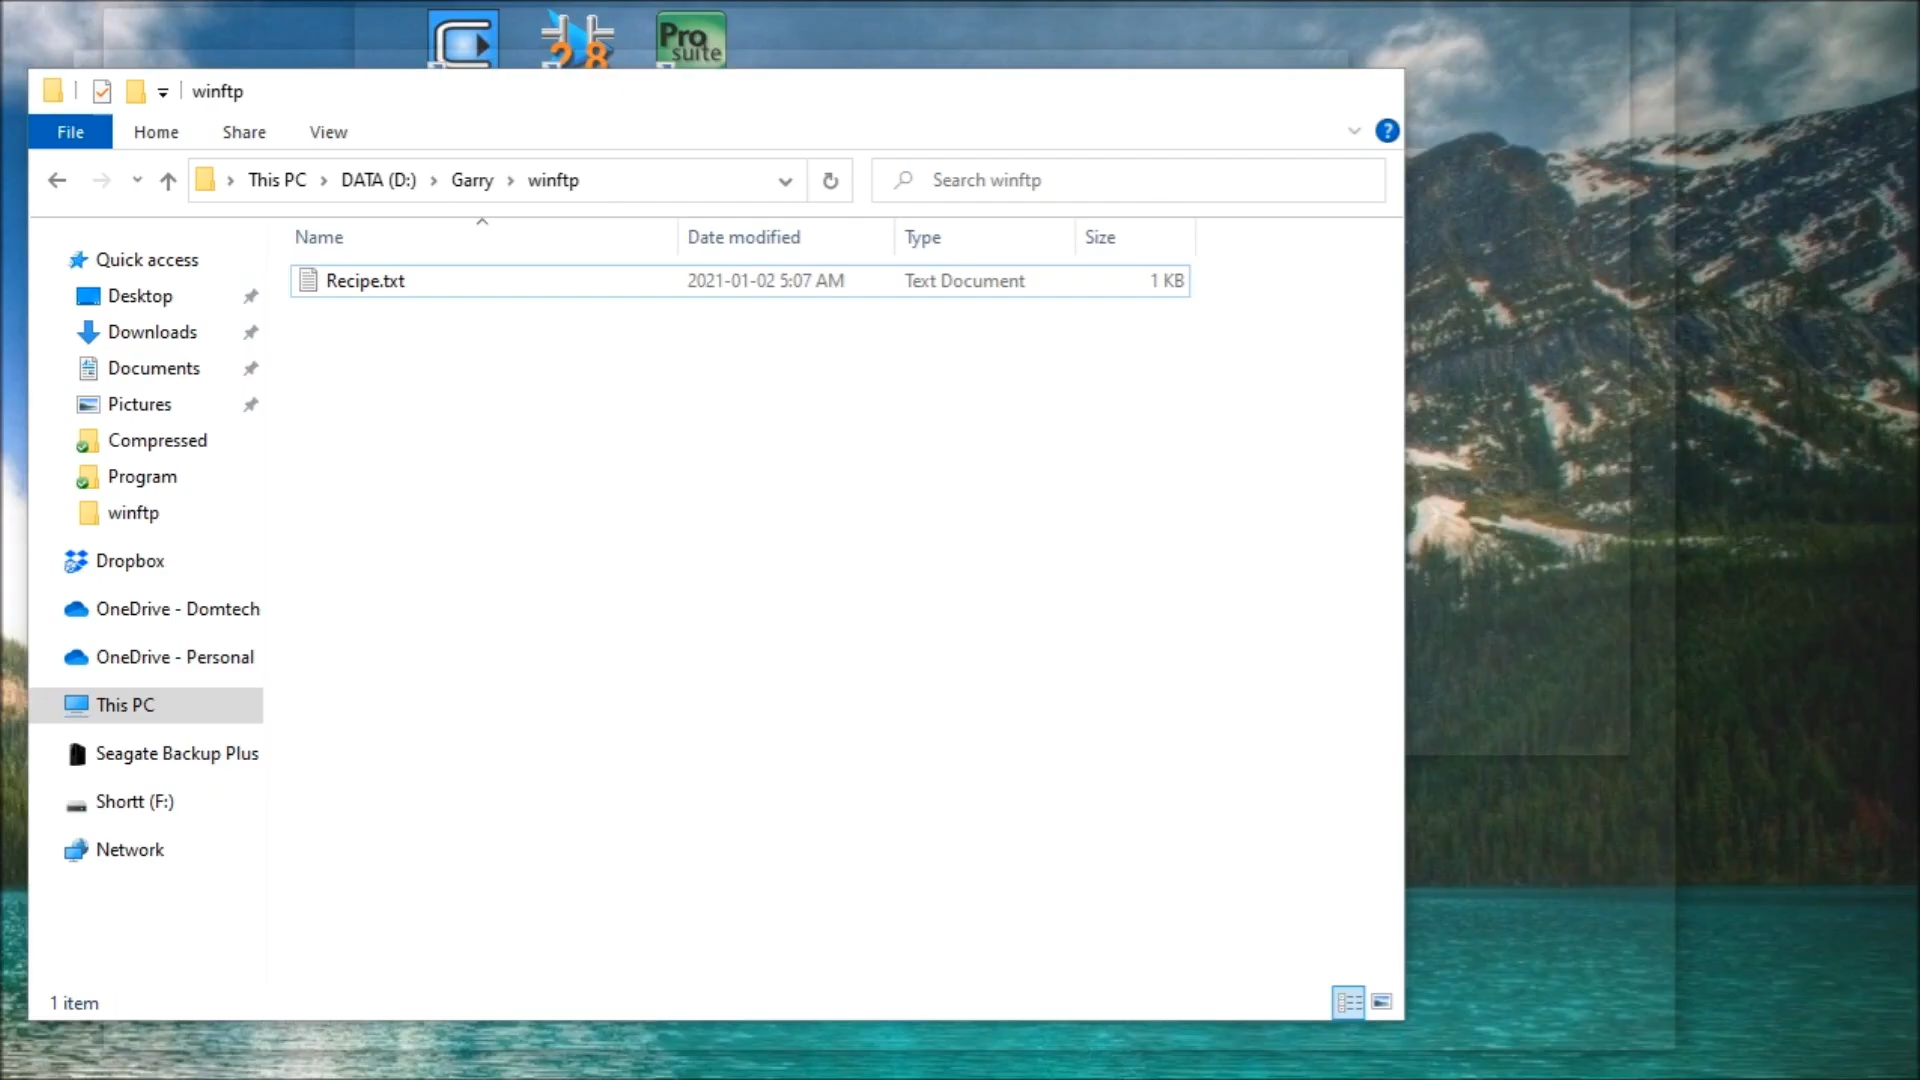 28
Pro
suite
winftp
File Home Share View
?
This PC > DATA (D:) > Garry > winftp
Search winftp
Name Date modified Type Size
Recipe.txt 2021-01-02 5:07 AM Text Document 1 KB
Quick access
Desktop
Downloads
Documents
Pictures
Compressed
Program
winftp
Dropbox
OneDrive - Domtech
OneDrive - Personal
This PC
Seagate Backup Plus
Shortt (F:)
Network
1 item